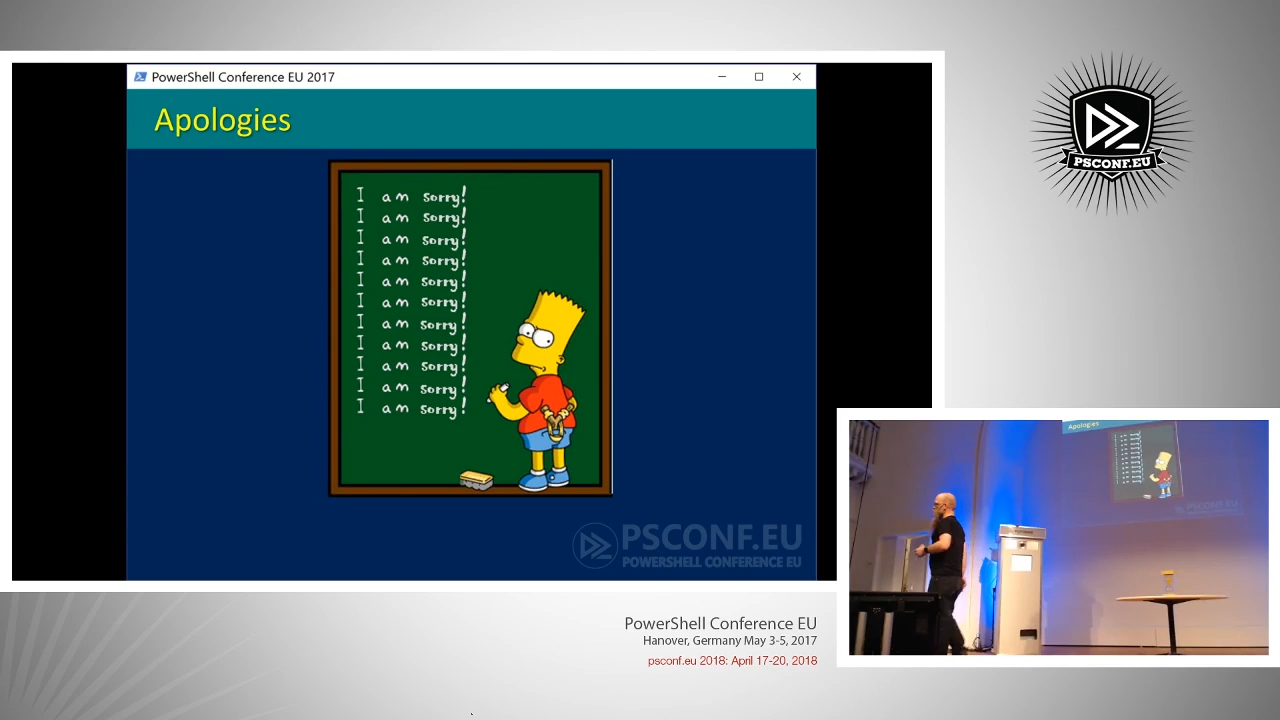 PowerShell Conference EU 2017
Apologies
I am sorry!
I am sorry!
I am sorry!
I am sorry!
I am sorry!
I am sorry!
I am sorry!
I am sorry!
I am sorry!
I am sorry!
I am sorry!
PSCONF.EU
POWERSHELL CONFERENCE EU
PSCONF.EU
Apologies
PowerShell Conference EU
Hanover, Germany May 3-5, 2017
psconf.eu 2018: April 17-20, 2018